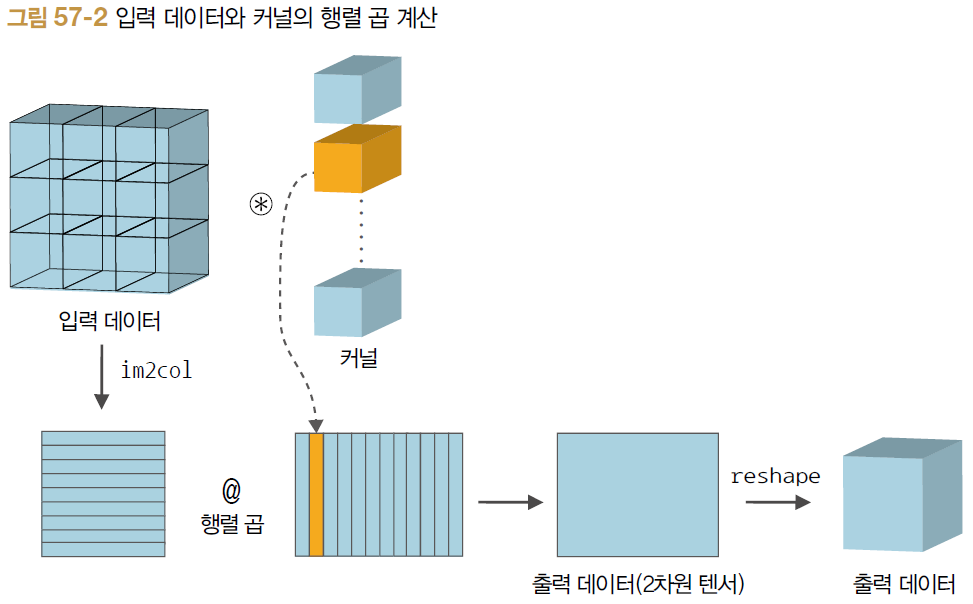 그림 57-2 입력 데이터와 커널의 행렬 곱 계산
입력 데이터
커널
im2col
@
행렬 곱
reshape
출력 데이터(2차원 텐서)
출력 데이터